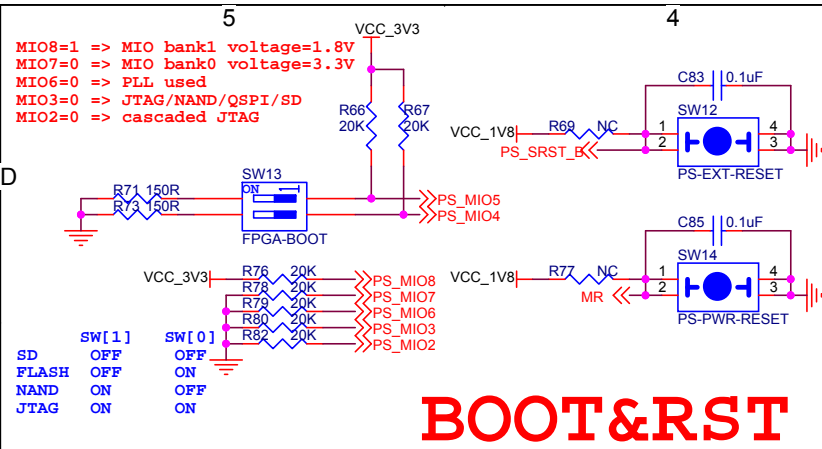 5
4
MIO8=1 => MIO bank1 voltage=1.8V
MIO7=0 => MIO bank0 voltage=3.3V
MIO6=0 => PLL used
MIO3=0 => JTAG/NAND/QSPI/SD
MIO2=0 => cascaded JTAG
VCC_3V3
R66
20K
R67
20K
C83
0.1uF
SW12
VCC_1V8
R69
NC
1
4
PS_SRST_B
2
3
PS-EXT-RESET
D
SW13
ON
1
R71 150R
R73 150R
PS_MIO5
PS_MIO4
FPGA-BOOT
C85
0.1uF
SW14
VCC_1V8
R77
NC
1
4
MR
2
3
PS-PWR-RESET
VCC_3V3
R76 20K
PS_MIO8
R78 20K
PS_MIO7
R79 20K
PS_MIO6
R80 20K
PS_MIO3
R82 20K
PS_MIO2
SW[1] SW[0]
SD OFF OFF
FLASH OFF ON
NAND ON OFF
JTAG ON ON
BOOT&RST